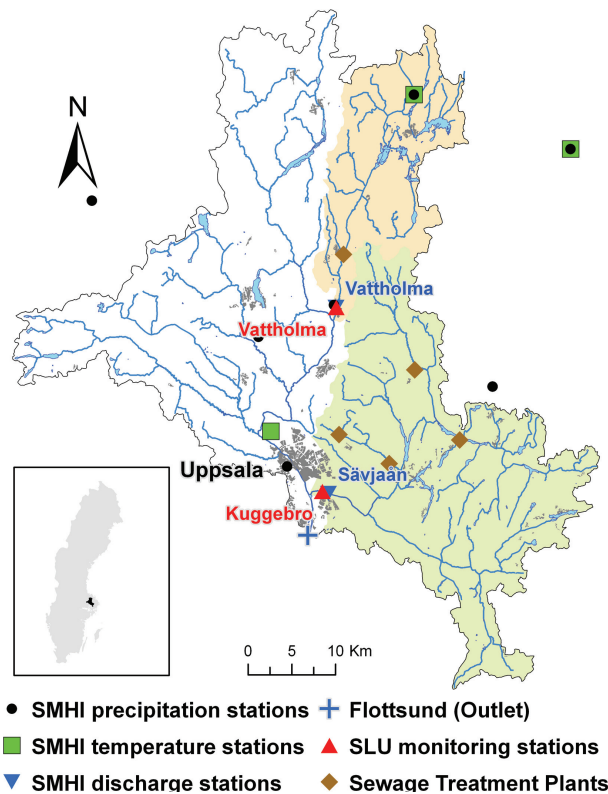 N
Vattholma
Vattholma
Uppsala
Sävjaån
Kuggebro
0 5 10 Km
SMHI precipitation stations
Flottsund (Outlet)
SMHI temperature stations
SLU monitoring stations
SMHI discharge stations
Sewage Treatment Plants